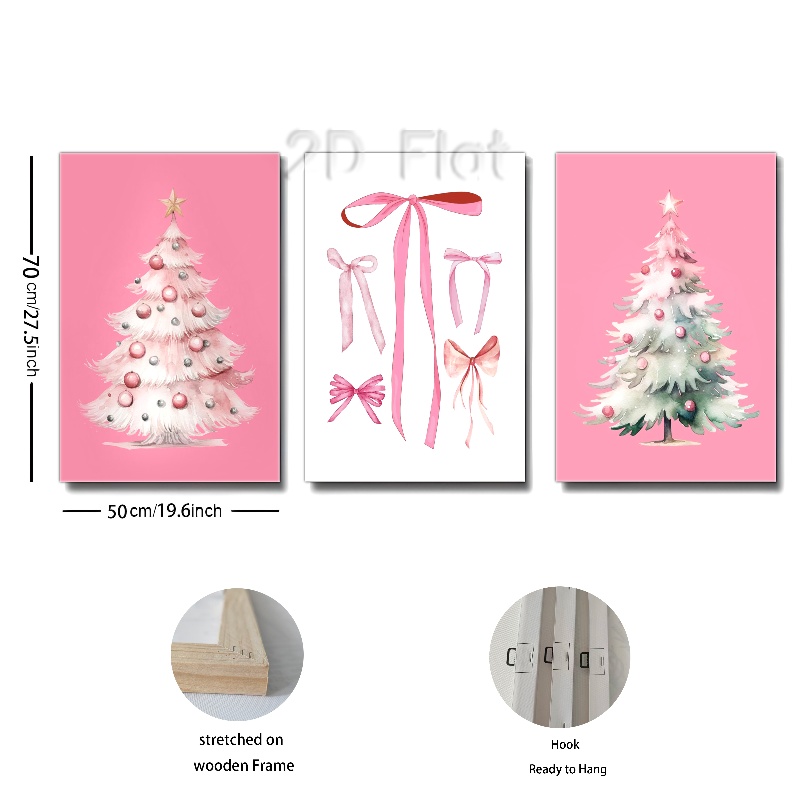 2D Flat
70 cm/27.5inch
50 cm/19.6inch
stretched on
wooden Frame
Hook
Ready to Hang